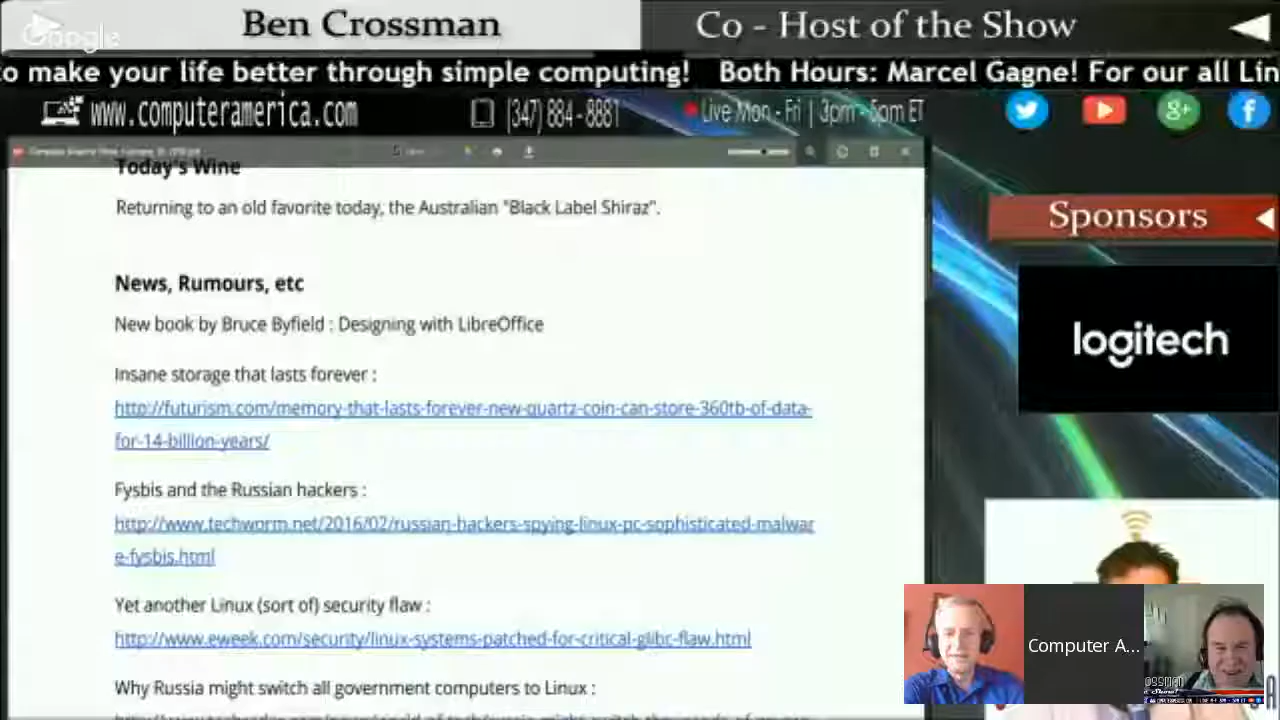 Ben Crossman
Co - Host of the Show
Google
o make your life better through simple computing! Both Hours: Marcel Gagne! For our all Lin
www.computeramerica.com
(347) 884-8881
Live Mon - Fri | 3pm - 5pm ET
Today's Wine
Returning to an old favorite today, the Australian "Black Label Shiraz".
News, Rumours, etc
New book by Bruce Byfield : Designing with LibreOffice
Insane storage that lasts forever :
http://futurism.com/memory-that-lasts-forever-new-quartz-coin-can-store-360tb-of-data-
for-14-billion-years/
Fysbis and the Russian hackers :
http://www.techworm.net/2016/02/russian-hackers-spying-linux-pc-sophisticated-malwar
e-fysbis.html
Yet another Linux (sort of) security flaw :
http://www.eweek.com/security/linux-systems-patched-for-critical-glibc-flaw.html
Why Russia might switch all government computers to Linux :
Sponsors
logitech
Computer A...